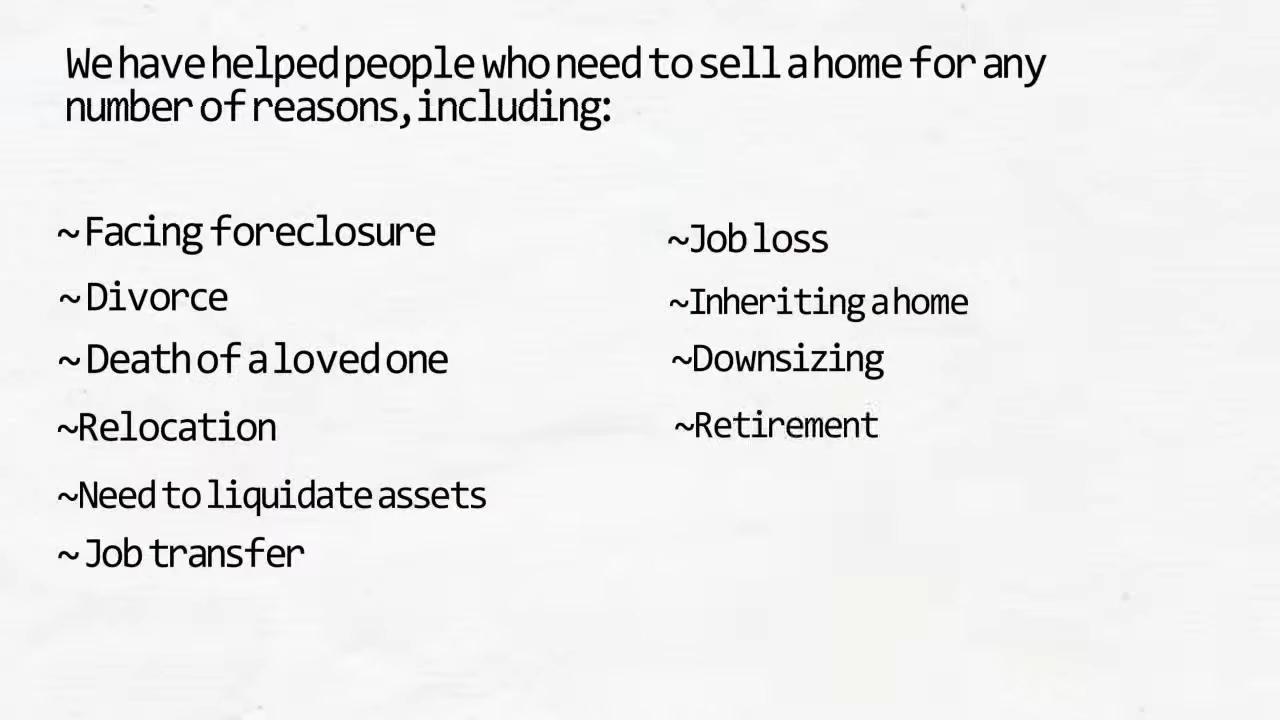 We have helped people who need to sell a home for any
number of reasons, including:
~ Facing foreclosure
~ Divorce
~ Death of a loved one
~Relocation
~Need to liquidate assets
~ Job transfer
~Job loss
~Inheriting a home
~Downsizing
~Retirement